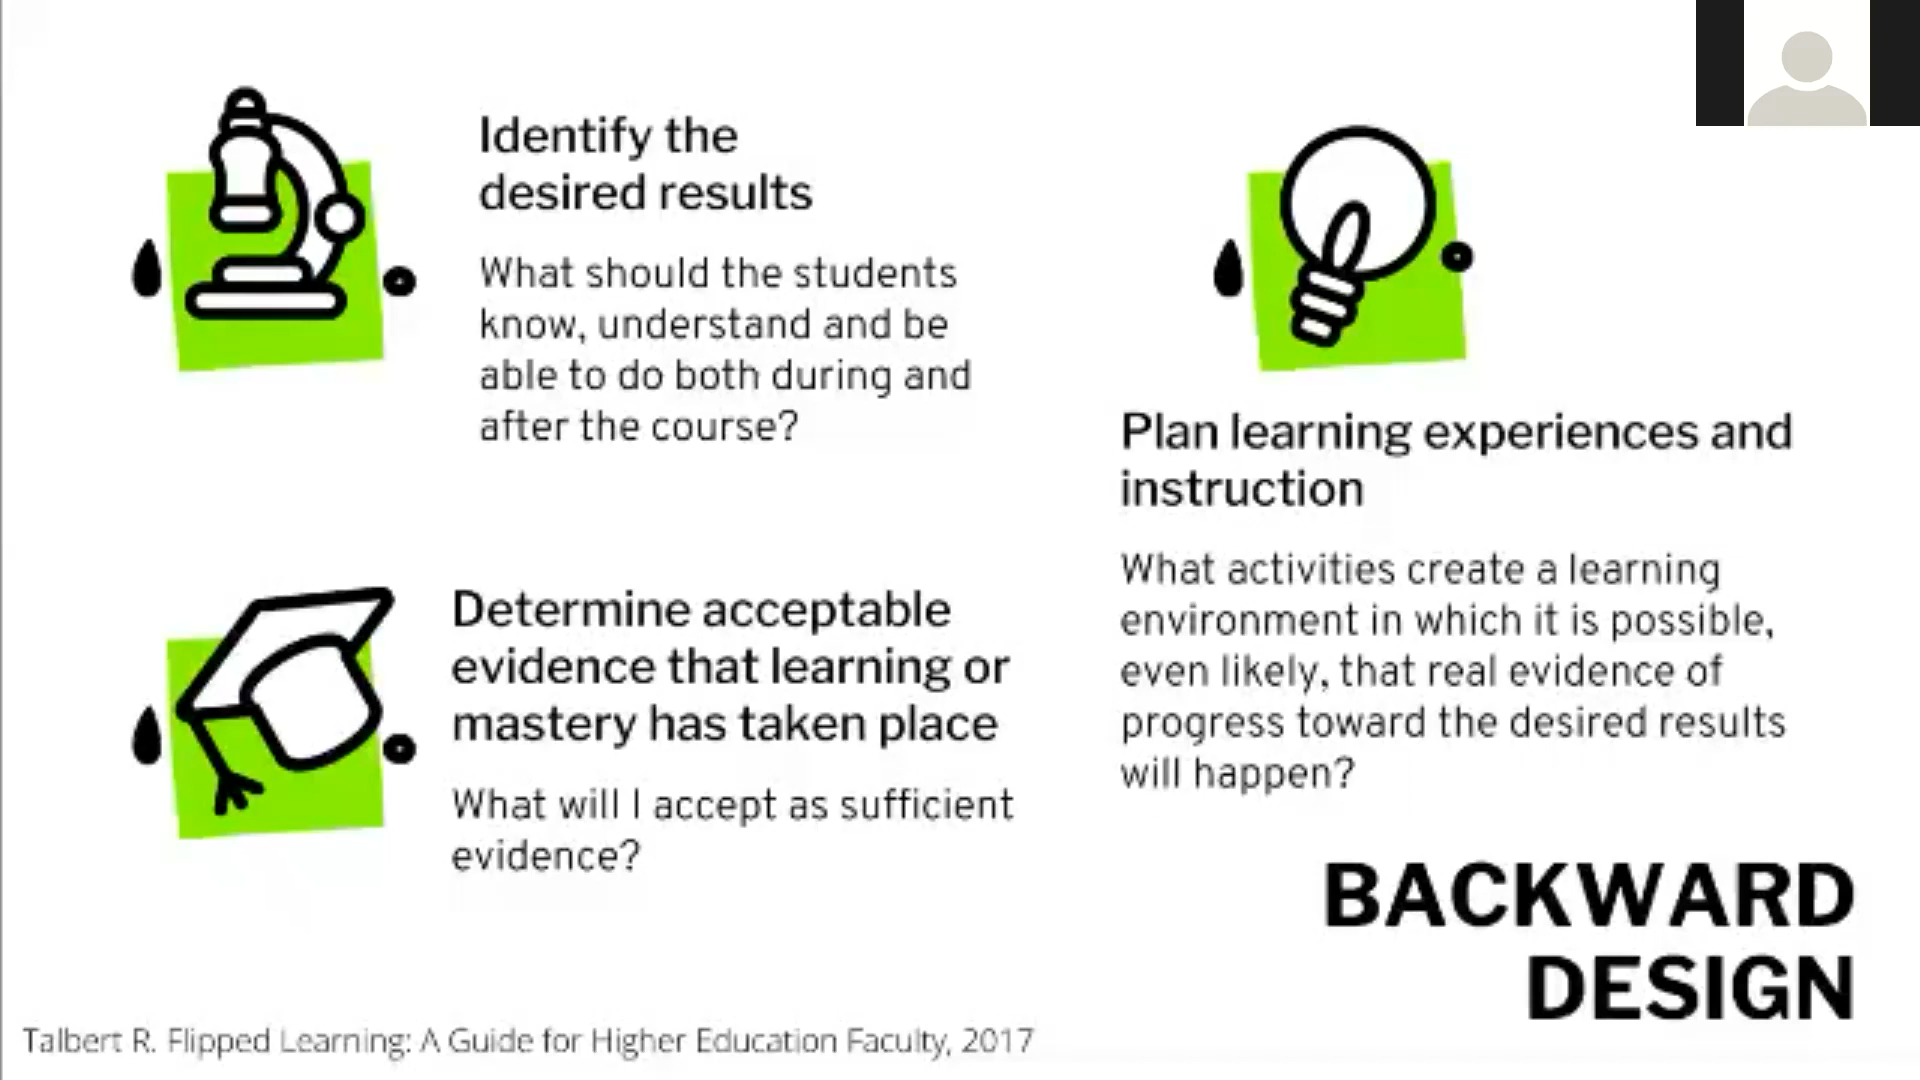 Identify the
desired results
What should the students
know, understand and be
able to do both during and
after the course?
Determine acceptable
evidence that learning or
mastery has taken place
What will I accept as sufficient
evidence?
Plan learning experiences and
instruction
What activities create a learning
environment in which it is possible,
even likely, that real evidence of
progress toward the desired results
will happen?
BACKWARD
DESIGN
Talbert R. Flipped Learning: A Guide for Higher Education Faculty, 2017